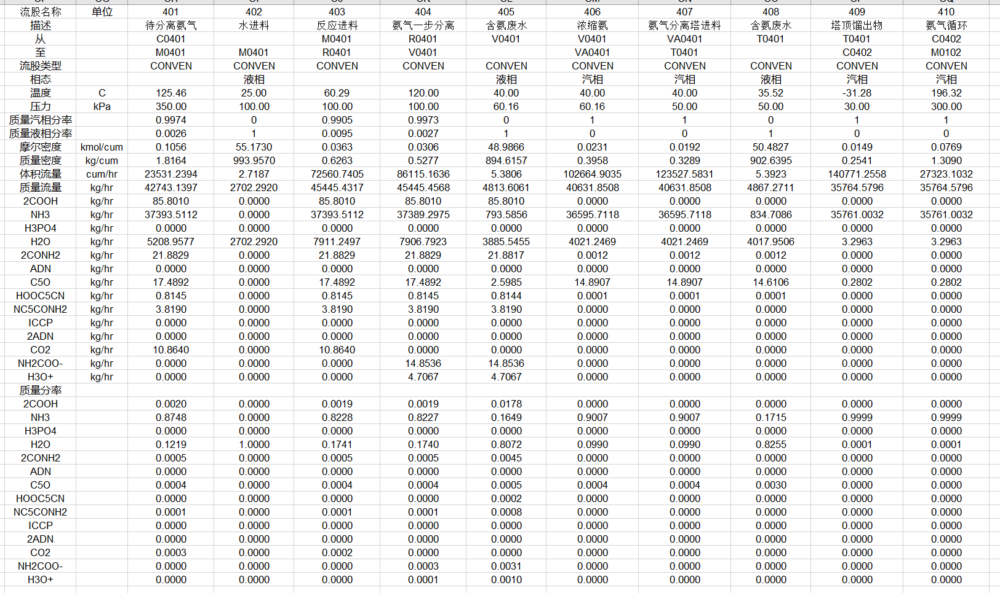 流股名称 单位 401 402 403 404 405 406 407 408 409 410
描述 待分离氨气 水进料 反应进料 氨气一步分离 含氨废水 浓缩氨 氨气分离塔进料 含氨废水 塔顶馏出物 氨气循环
从 C0401 M0401 R0401 V0401 V0401 VA0401 T0401 T0401 C0402
至 M0401 M0401 R0401 V0401 VA0401 T0401 C0402 M0102
流股类型 CONVEN CONVEN CONVEN CONVEN CONVEN CONVEN CONVEN CONVEN CONVEN CONVEN
相态 液相 液相 汽相 汽相 液相 汽相 汽相
温度 C 125.46 25.00 60.29 120.00 40.00 40.00 40.00 35.52 -31.28 196.32
压力 kPa 350.00 100.00 100.00 100.00 60.16 60.16 50.00 50.00 30.00 300.00
质量汽相分率 0.9974 0 0.9905 0.9973 0 1 1 0 1 1
质量液相分率 0.0026 1 0.0095 0.0027 1 0 0 1 0 0
摩尔密度 kmol/cum 0.1056 55.1730 0.0363 0.0306 48.9866 0.0231 0.0192 50.4827 0.0149 0.0769
质量密度 kg/cum 1.8164 993.9570 0.6263 0.5277 894.6157 0.3958 0.3289 902.6395 0.2541 1.3090
体积流量 cum/hr 23531.2394 2.7187 72560.7405 86115.1636 5.3806 102664.9035 123527.5831 5.3923 140771.2558 27323.1032
质量流量 kg/hr 42743.1397 2702.2920 45445.4317 45445.4568 4813.6061 40631.8508 40631.8508 4867.2711 35764.5796 35764.5796
2COOH kg/hr 85.8010 0.0000 85.8010 85.8010 85.8010 0.0000 0.0000 0.0000 0.0000 0.0000
NH3 kg/hr 37393.5112 0.0000 37393.5112 37389.2975 793.5856 36595.7118 36595.7118 834.7086 35761.0032 35761.0032
H3PO4 kg/hr 0.0000 0.0000 0.0000 0.0000 0.0000 0.0000 0.0000 0.0000 0.0000 0.0000
H2O kg/hr 5208.9577 2702.2920 7911.2497 7906.7923 3885.5455 4021.2469 4021.2469 4017.9506 3.2963 3.2963
2CONH2 kg/hr 21.8829 0.0000 21.8829 21.8829 21.8817 0.0012 0.0012 0.0012 0.0000 0.0000
ADN kg/hr 0.0000 0.0000 0.0000 0.0000 0.0000 0.0000 0.0000 0.0000 0.0000 0.0000
C5O kg/hr 17.4892 0.0000 17.4892 17.4892 2.5985 14.8907 14.8907 14.6106 0.2802 0.2802
HOOC5CN kg/hr 0.8145 0.0000 0.8145 0.8145 0.8144 0.0001 0.0001 0.0001 0.0000 0.0000
NC5CONH2 kg/hr 3.8190 0.0000 3.8190 3.8190 3.8190 0.0000 0.0000 0.0000 0.0000 0.0000
ICCP kg/hr 0.0000 0.0000 0.0000 0.0000 0.0000 0.0000 0.0000 0.0000 0.0000 0.0000
2ADN kg/hr 0.0000 0.0000 0.0000 0.0000 0.0000 0.0000 0.0000 0.0000 0.0000 0.0000
CO2 kg/hr 10.8640 0.0000 10.8640 0.0000 0.0000 0.0000 0.0000 0.0000 0.0000 0.0000
NH2COO- kg/hr 0.0000 0.0000 0.0000 14.8536 14.8536 0.0000 0.0000 0.0000 0.0000 0.0000
H3O+ kg/hr 0.0000 0.0000 0.0000 4.7067 4.7067 0.0000 0.0000 0.0000 0.0000 0.0000
质量分率
2COOH 0.0020 0.0000 0.0019 0.0019 0.0178 0.0000 0.0000 0.0000 0.0000 0.0000
NH3 0.8748 0.0000 0.8228 0.8227 0.1649 0.9007 0.9007 0.1715 0.9999 0.9999
H3PO4 0.0000 0.0000 0.0000 0.0000 0.0000 0.0000 0.0000 0.0000 0.0000 0.0000
H2O 0.1219 1.0000 0.1741 0.1740 0.8072 0.0990 0.0990 0.8255 0.0001 0.0001
2CONH2 0.0005 0.0000 0.0005 0.0005 0.0045 0.0000 0.0000 0.0000 0.0000 0.0000
ADN 0.0000 0.0000 0.0000 0.0000 0.0000 0.0000 0.0000 0.0000 0.0000 0.0000
C5O 0.0004 0.0000 0.0004 0.0004 0.0005 0.0004 0.0004 0.0030 0.0000 0.0000
HOOC5CN 0.0000 0.0000 0.0000 0.0000 0.0002 0.0000 0.0000 0.0000 0.0000 0.0000
NC5CONH2 0.0001 0.0000 0.0001 0.0001 0.0008 0.0000 0.0000 0.0000 0.0000 0.0000
ICCP 0.0000 0.0000 0.0000 0.0000 0.0000 0.0000 0.0000 0.0000 0.0000 0.0000
2ADN 0.0000 0.0000 0.0000 0.0000 0.0000 0.0000 0.0000 0.0000 0.0000 0.0000
CO2 0.0003 0.0000 0.0002 0.0000 0.0000 0.0000 0.0000 0.0000 0.0000 0.0000
NH2COO- 0.0000 0.0000 0.0000 0.0003 0.0031 0.0000 0.0000 0.0000 0.0000 0.0000
H3O+ 0.0000 0.0000 0.0000 0.0001 0.0010 0.0000 0.0000 0.0000 0.0000 0.0000